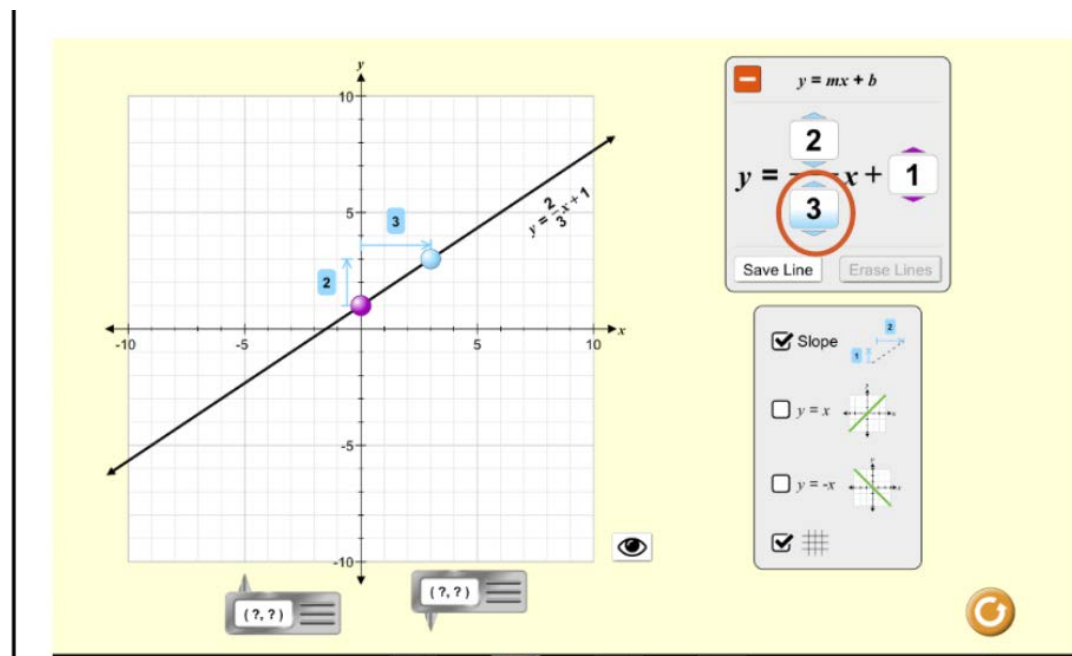 y
10
5
-5
-10
-10
-5
5
10
x
3
2
y = 2/3 x + 1
(?, ?)
(?, ?)
y = mx + b
y = 2/3 x + 1
Save Line
Erase Lines
Slope
2
1
y = x
y = -x